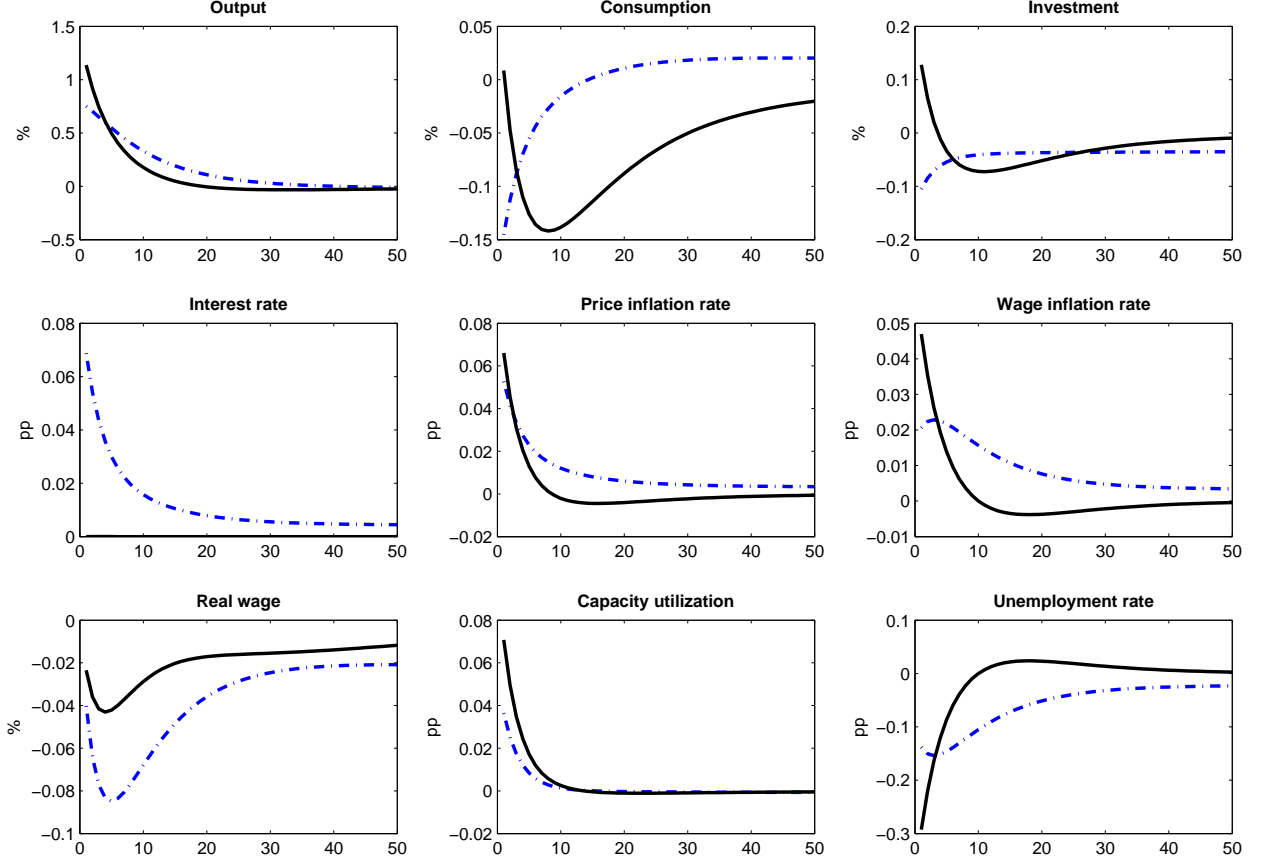 Output
Consumption
Investment
1.5
1
0.5
0
−0.5
%
0 10 20 30 40 50
0.05
0
−0.05
−0.1
−0.15
%
0 10 20 30 40 50
0.2
0.1
0
−0.1
−0.2
%
0 10 20 30 40 50
Interest rate
Price inflation rate
Wage inflation rate
0.08
0.06
0.04
0.02
0
pp
0 10 20 30 40 50
0.08
0.06
0.04
0.02
0
−0.02
pp
0 10 20 30 40 50
0.05
0.04
0.03
0.02
0.01
0
−0.01
pp
0 10 20 30 40 50
Real wage
Capacity utilization
Unemployment rate
0
−0.02
−0.04
−0.06
−0.08
−0.1
%
0 10 20 30 40 50
0.08
0.06
0.04
0.02
0
−0.02
pp
0 10 20 30 40 50
0.1
0
−0.1
−0.2
−0.3
pp
0 10 20 30 40 50